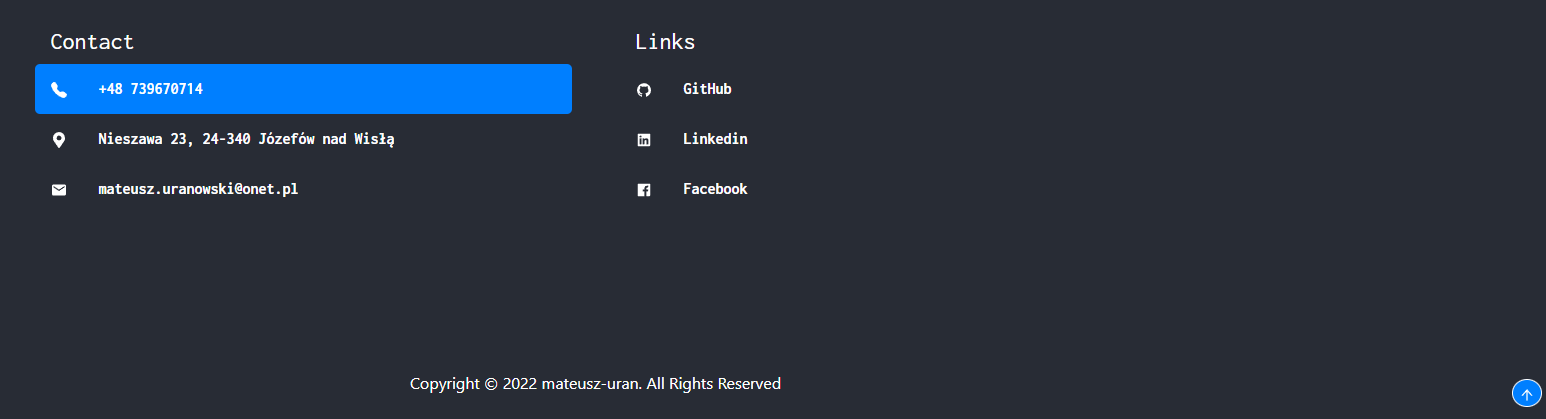 Contact
+48 739670714
Nieszawa 23, 24-340 Józefów nad Wisłą
mateusz.uranowski@onet.pl
Links
GitHub
Linkedin
Facebook
Copyright © 2022 mateusz-uran. All Rights Reserved